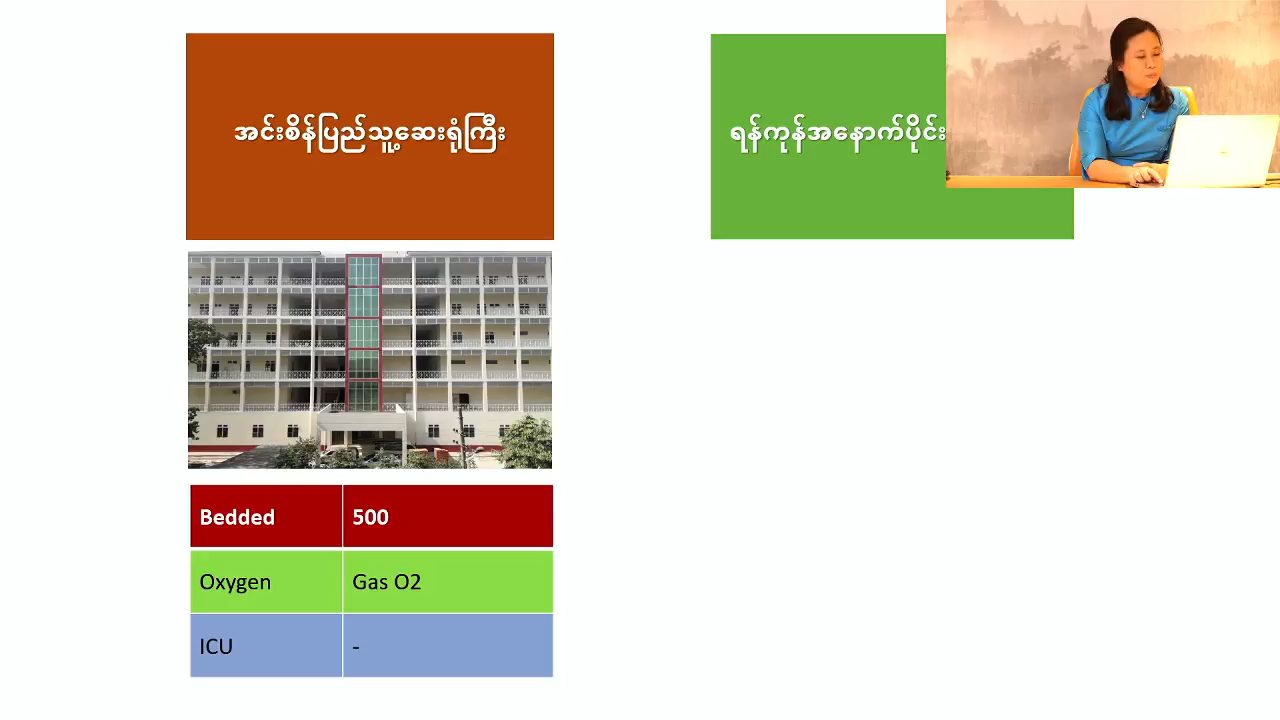 အင်းစိန်ပြည်သူ့ဆေးရုံကြီး
ရန်ကုန်အနောက်ပိုင်း
Bedded 500
Oxygen Gas O2
ICU -